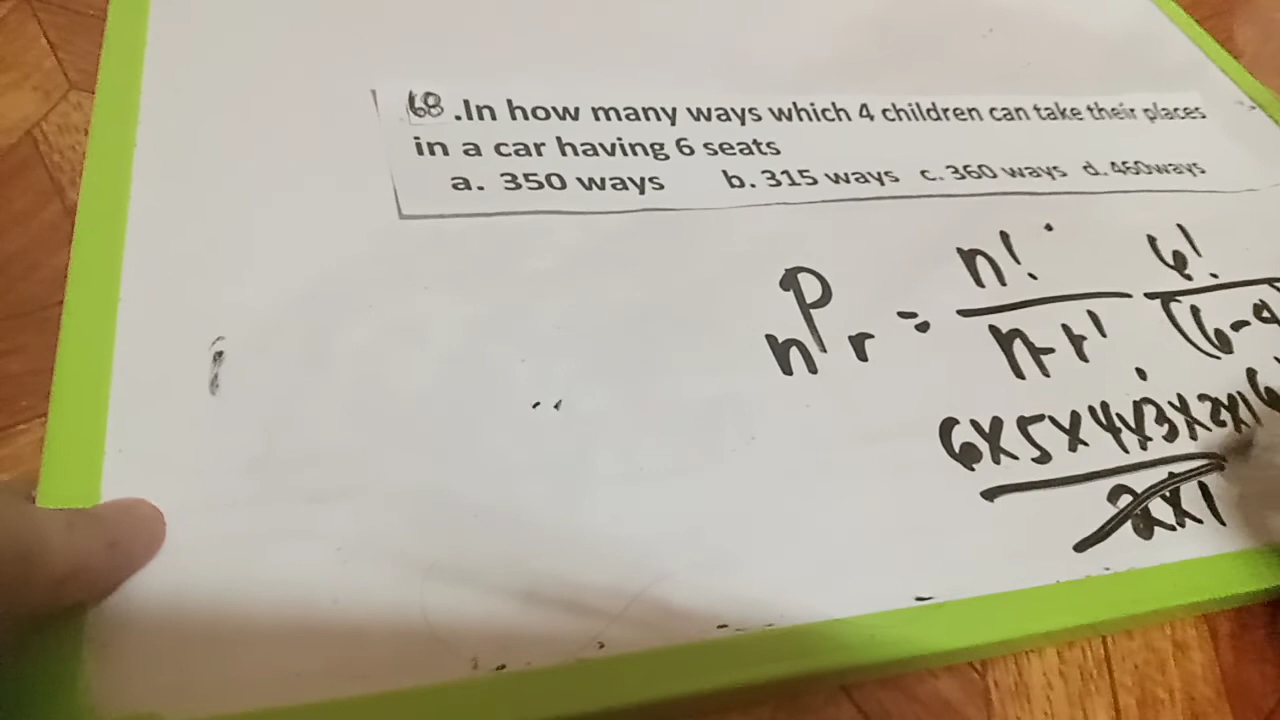 68.In how many ways which 4 children can take their places
in a car having 6 seats
a. 350 ways b. 315 ways c. 360 ways d. 460ways
nPr = n! / n-r! 6! / (6-4
6x5x4x3x2x1
2x1